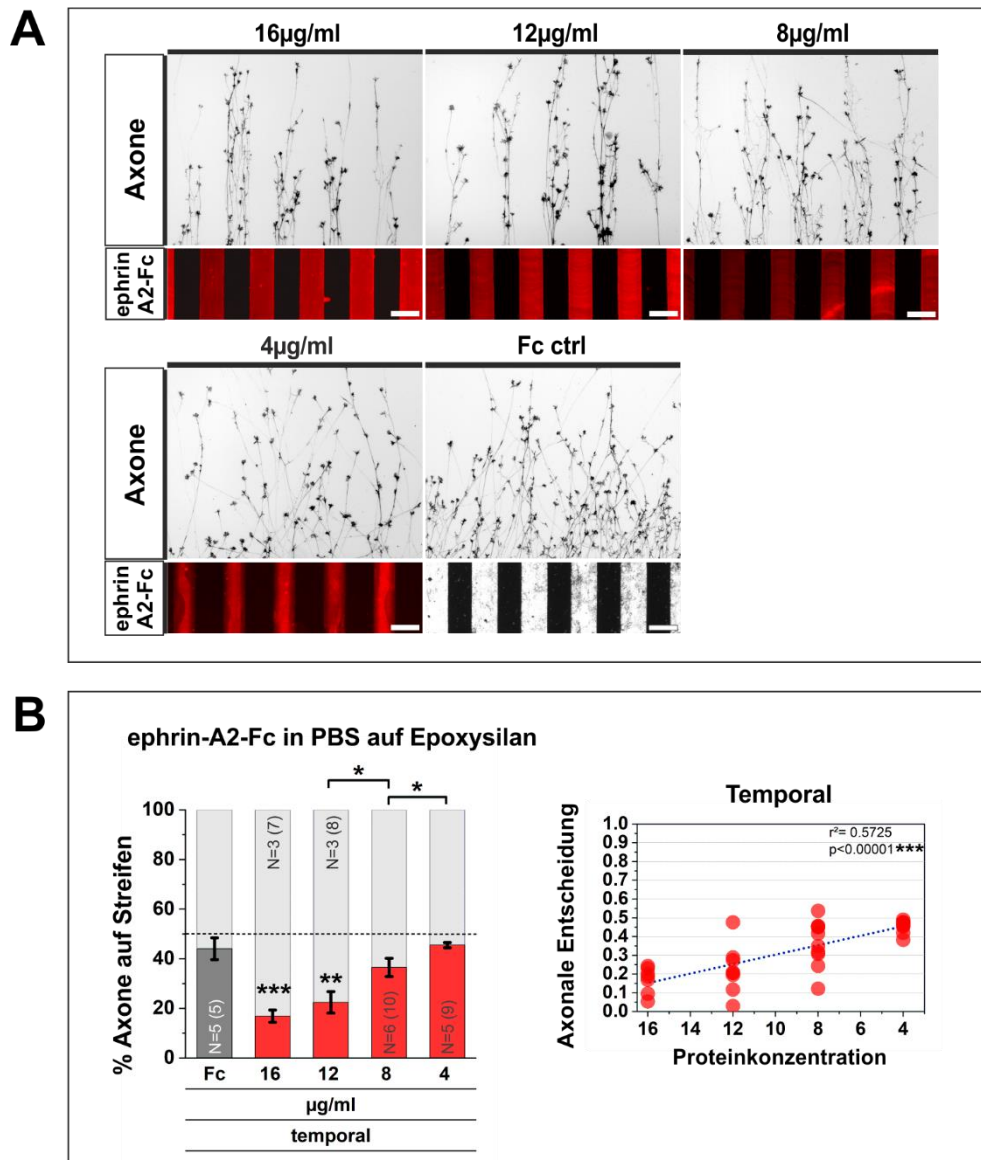 A
16µg/ml
12µg/ml
8µg/ml
Axone
ephrin
A2-Fc
4µg/ml
Fc ctrl
Axone
ephrin
A2-Fc
B
ephrin-A2-Fc in PBS auf Epoxysilan
*
*
% Axone auf Streifen
100
80
60
40
20
0
N=3 (7)
N=3 (8)
***
**
N=5 (5)
N=6 (10)
N=5 (9)
Fc
16
12
8
4
µg/ml
temporal
Temporal
Axonale Entscheidung
r²= 0.5725
p<0.00001 ***
1.0
0.9
0.8
0.7
0.6
0.5
0.4
0.3
0.2
0.1
0.0
16
14
12
10
8
6
4
Proteinkonzentration